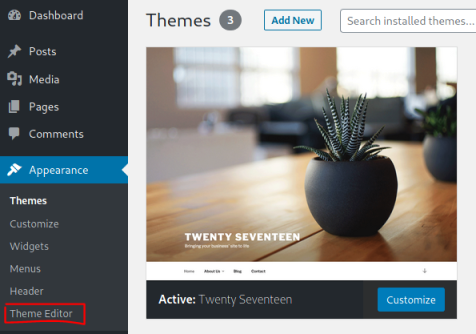 Dashboard
Posts
Media
Pages
Comments
Appearance
Themes
Customize
Widgets
Menus
Header
Theme Editor
Themes 3 Add New Search installed themes...
TWENTY SEVENTEEN
Bringing your business' site to life
Home About Us Blog Contact
Active: Twenty Seventeen Customize